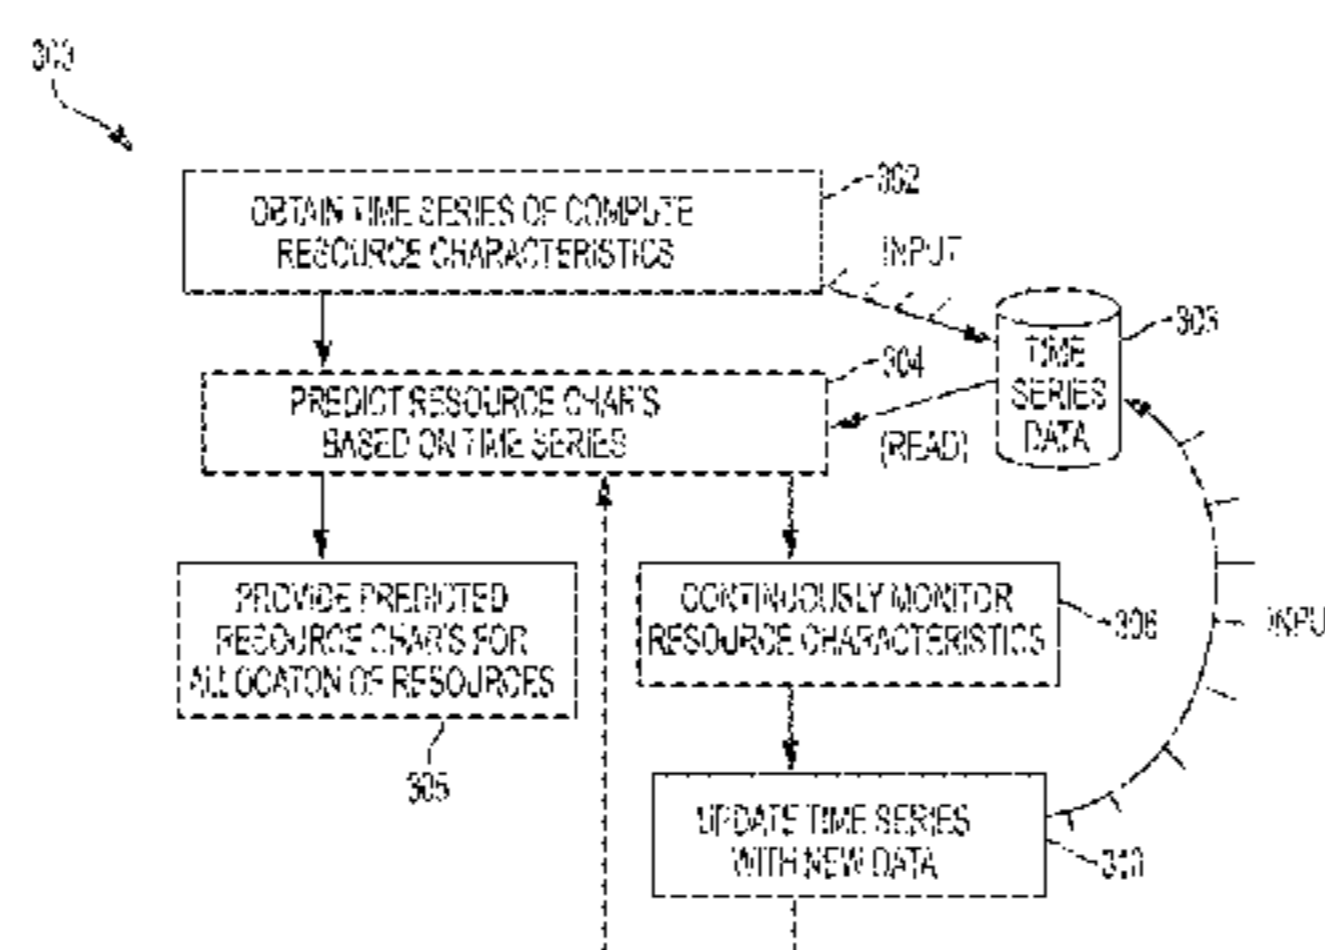 OBTAIN TIME SERIES OF COMPUTE
RESOURCE CHARACTERISTICS
302
INPUT
303
TIME
SERIES
DATA
304
PREDICT RESOURCE CHAR'S
BASED ON TIME SERIES
(READ)
PROVIDE PREDICTED
RESOURCE CHAR'S FOR
ALLOCATON OF RESOURCES
305
CONTINUOUSLY MONITOR
RESOURCE CHARACTERISTICS
INPU
UPDATE TIME SERIES
WITH NEW DATA